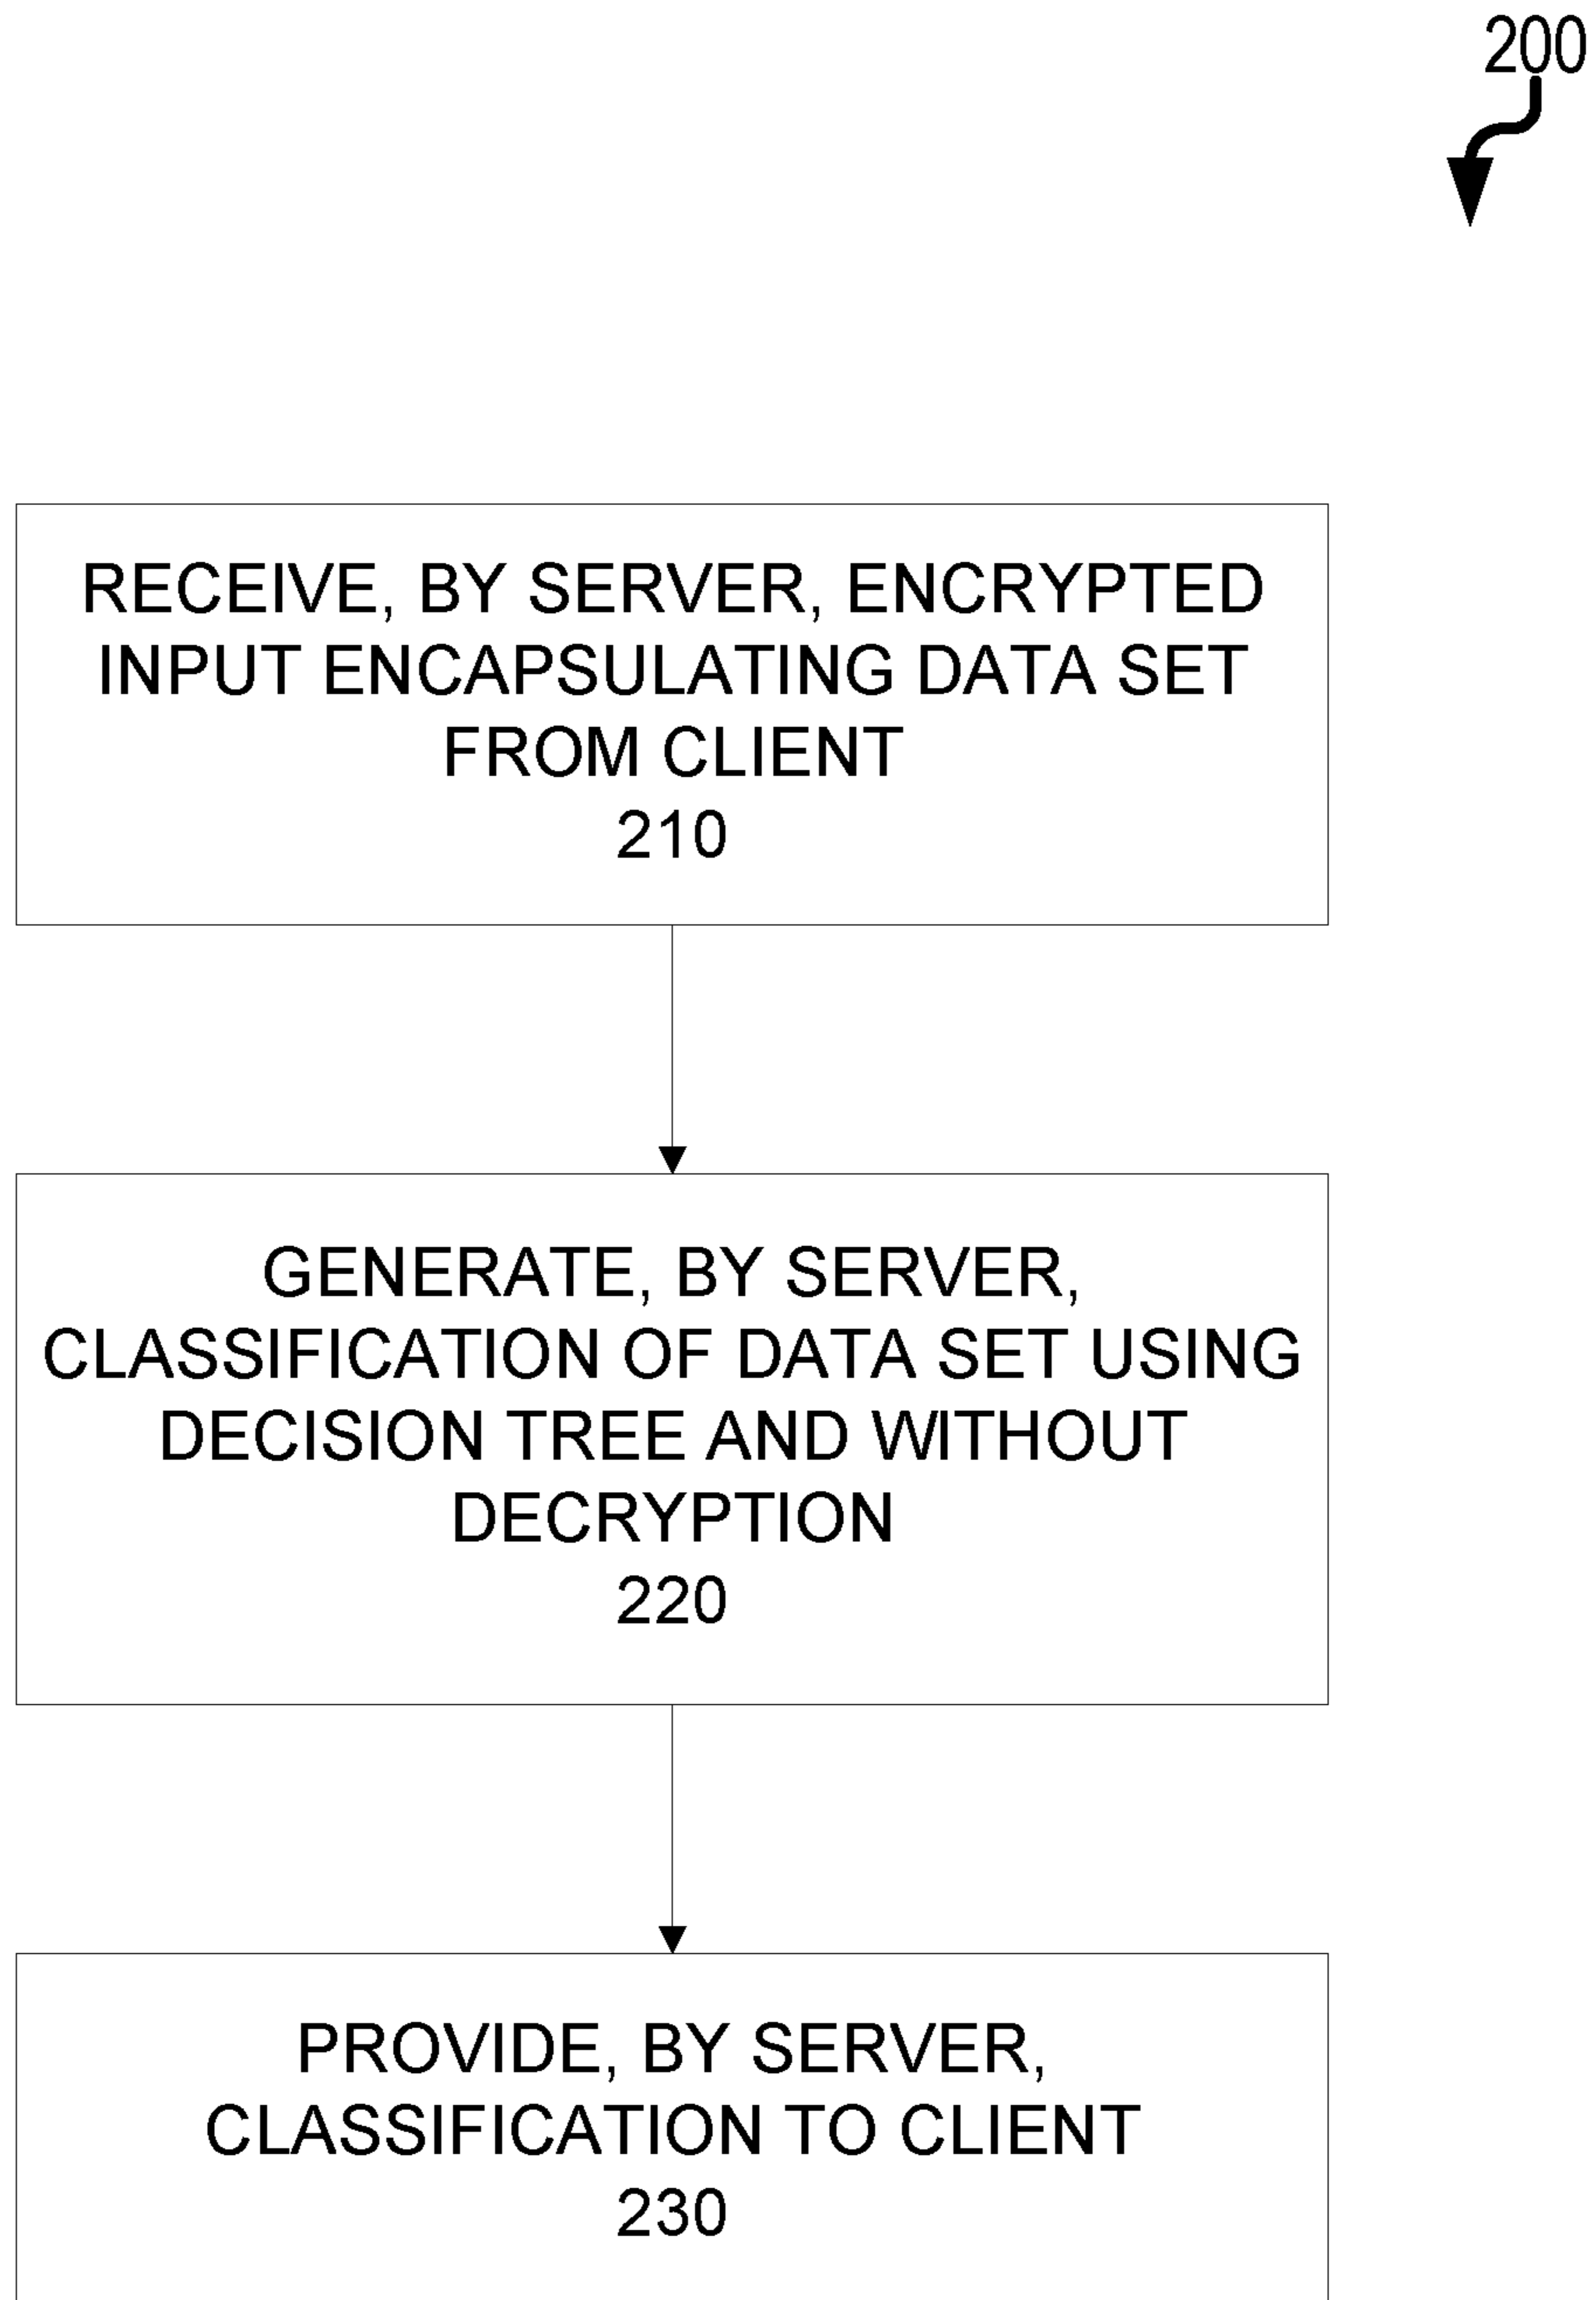 200
RECEIVE, BY SERVER, ENCRYPTED
INPUT ENCAPSULATING DATA SET
FROM CLIENT
210
GENERATE, BY SERVER,
CLASSIFICATION OF DATA SET USING
DECISION TREE AND WITHOUT
DECRYPTION
220
PROVIDE, BY SERVER,
CLASSIFICATION TO CLIENT
230